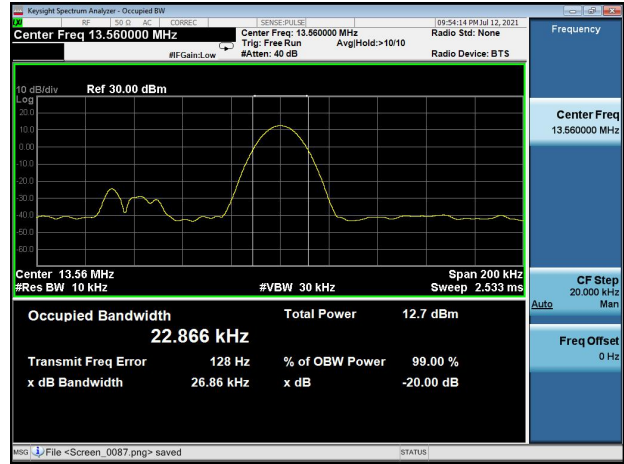 Keysight Spectrum Analyzer - Occupied BW
RF 50 Ω AC CORREC SENSE:PULSE 09:54:14 PM Jul 12, 2021
Center Freq 13.560000 MHz Center Freq: 13.560000 MHz Radio Std: None
Trig: Free Run Avg|Hold:>10/10
#IFGain:Low #Atten: 40 dB Radio Device: BTS
Frequency
10 dB/div Ref 30.00 dBm
Log
20.0
10.0
0.00
-10.0
-20.0
-30.0
-40.0
-50.0
-60.0
Center 13.56 MHz Span 200 kHz
#Res BW 10 kHz #VBW 30 kHz Sweep 2.533 ms
Center Freq
13.560000 MHz
CF Step
20.000 kHz
Auto Man
Freq Offset
0 Hz
Occupied Bandwidth Total Power 12.7 dBm
22.866 kHz
Transmit Freq Error 128 Hz % of OBW Power 99.00 %
x dB Bandwidth 26.86 kHz x dB -20.00 dB
MSG File <Screen_0087.png> saved STATUS